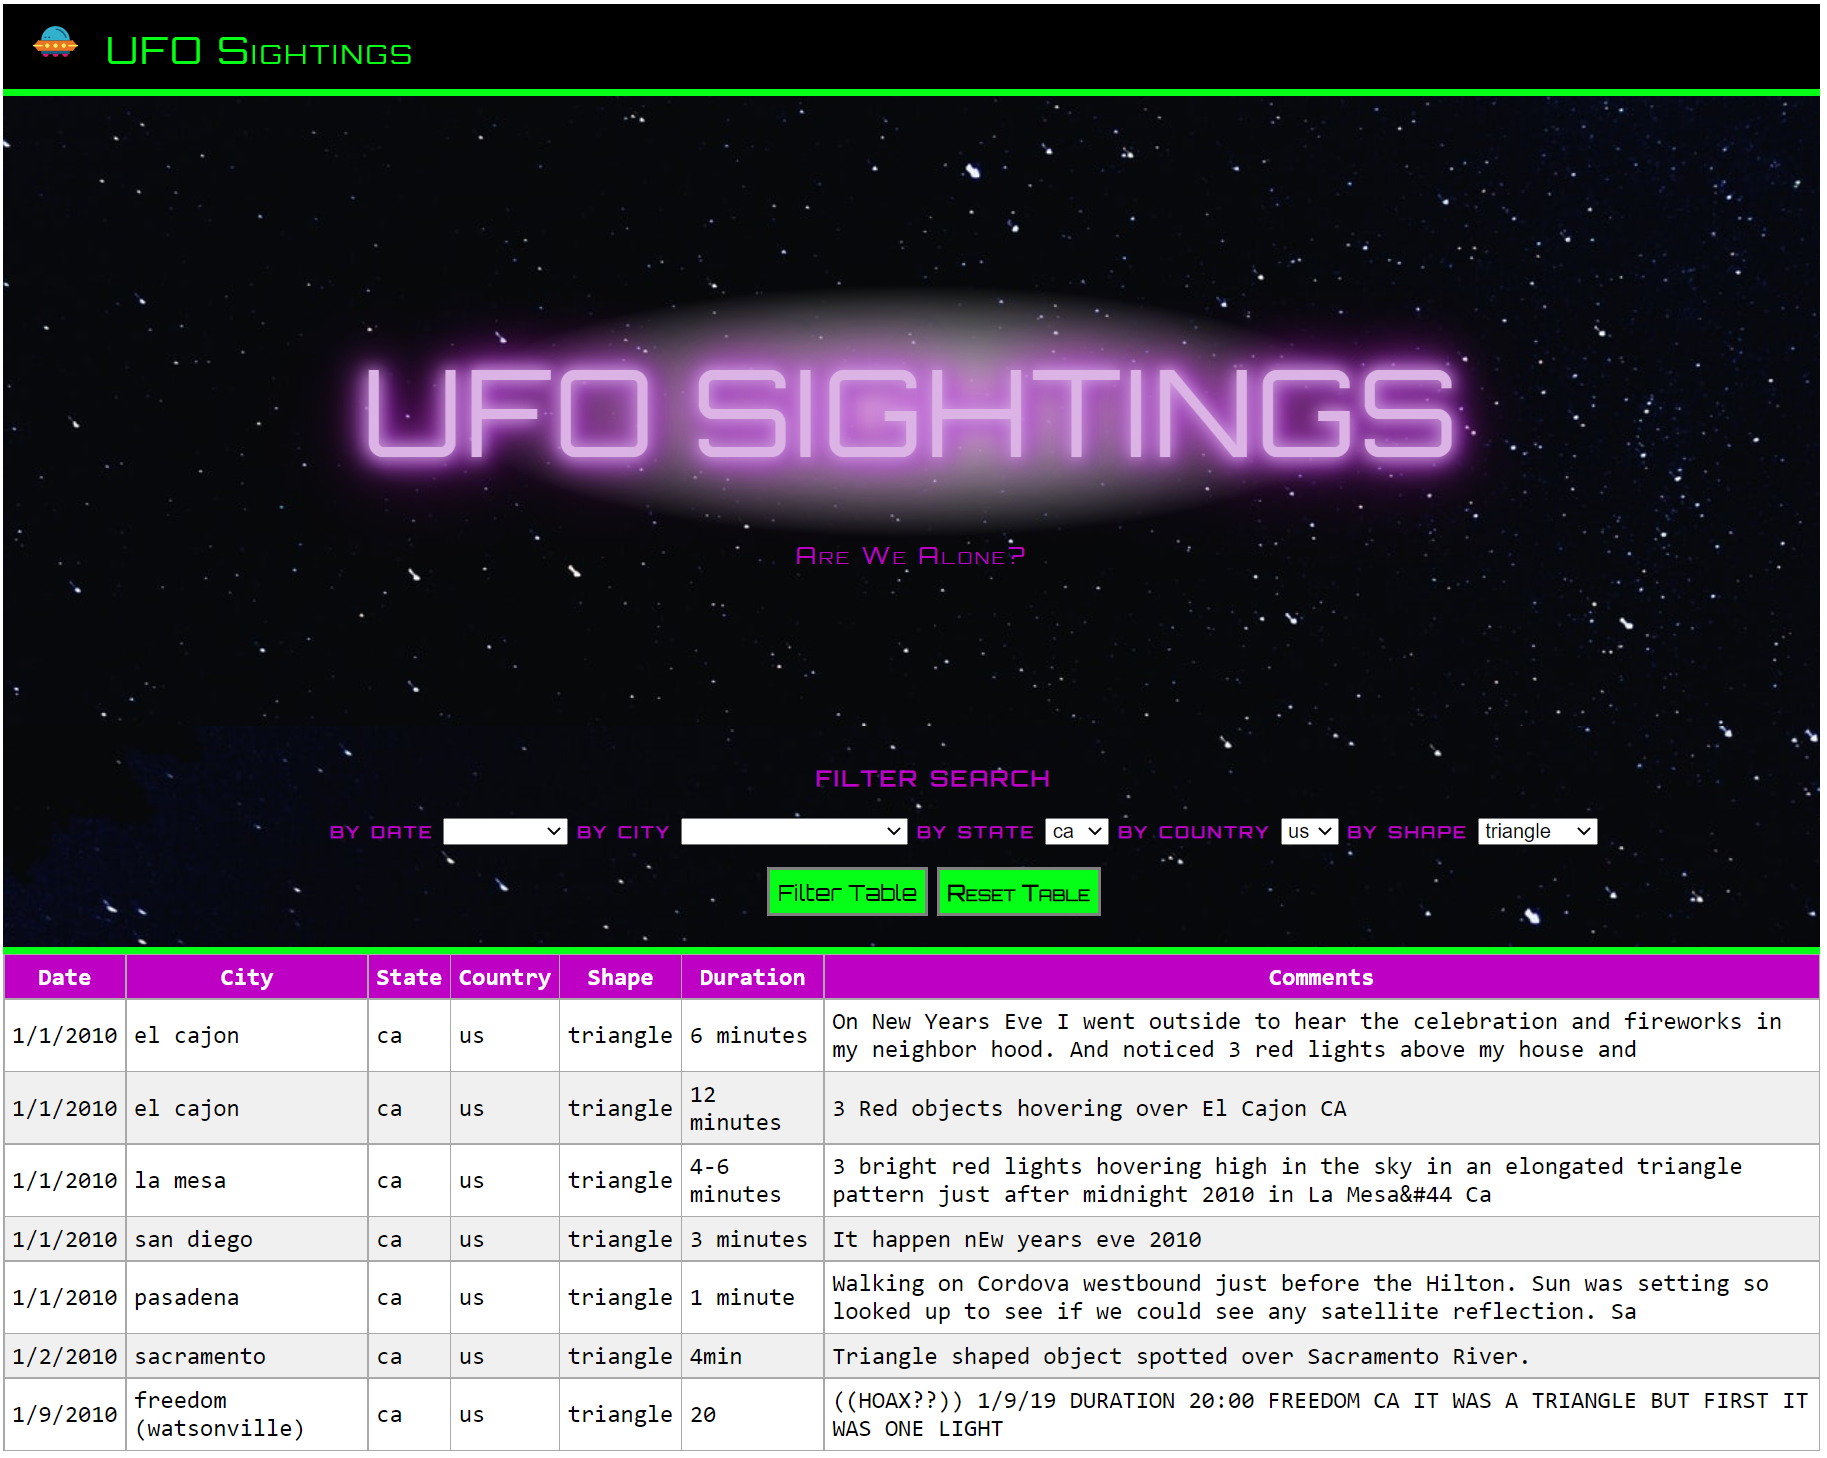 UFO Sightings
UFO SIGHTINGS
Are We Alone?
FILTER SEARCH
BY DATE BY CITY BY STATE ca BY COUNTRY us BY SHAPE triangle
Filter Table Reset Table
Date City State Country Shape Duration Comments
1/1/2010 el cajon ca us triangle 6 minutes On New Years Eve I went outside to hear the celebration and fireworks in
my neighbor hood. And noticed 3 red lights above my house and
1/1/2010 el cajon ca us triangle 12
minutes 3 Red objects hovering over El Cajon CA
1/1/2010 la mesa ca us triangle 4-6
minutes 3 bright red lights hovering high in the sky in an elongated triangle
pattern just after midnight 2010 in La Mesa&#44 Ca
1/1/2010 san diego ca us triangle 3 minutes It happen nEw years eve 2010
1/1/2010 pasadena ca us triangle 1 minute Walking on Cordova westbound just before the Hilton. Sun was setting so
looked up to see if we could see any satellite reflection. Sa
1/2/2010 sacramento ca us triangle 4min Triangle shaped object spotted over Sacramento River.
1/9/2010 freedom
(watsonville) ca us triangle 20 ((HOAX??)) 1/9/19 DURATION 20:00 FREEDOM CA IT WAS A TRIANGLE BUT FIRST IT
WAS ONE LIGHT